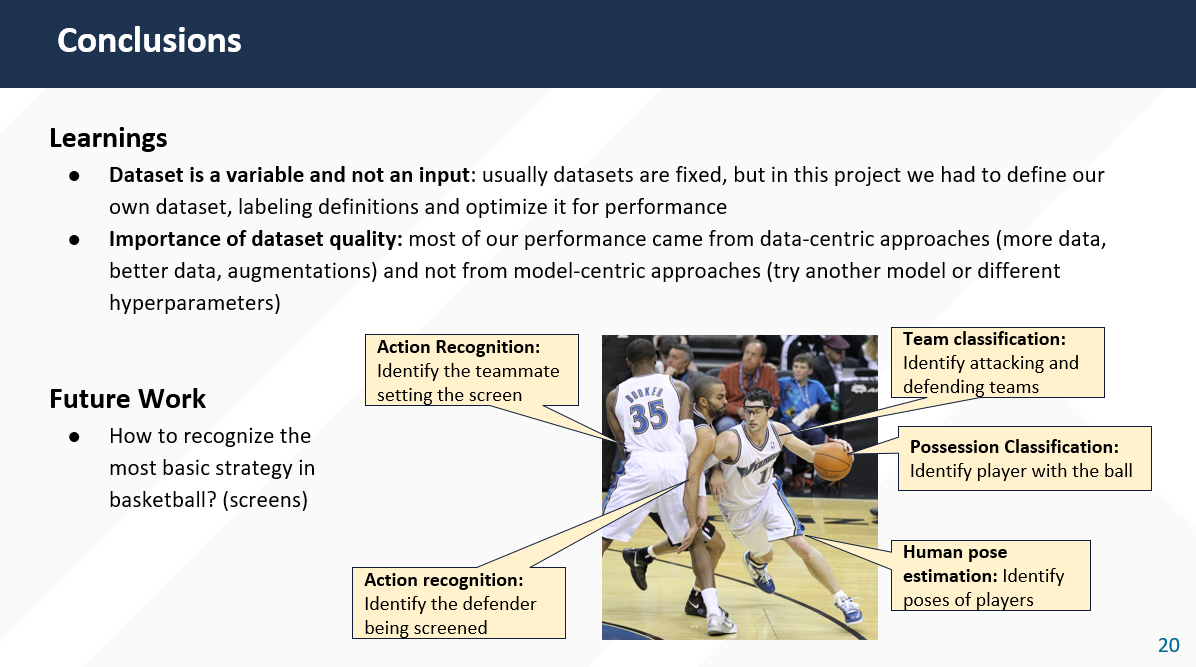 Conclusions
Learnings
● Dataset is a variable and not an input: usually datasets are fixed, but in this project we had to define our
own dataset, labeling definitions and optimize it for performance
● Importance of dataset quality: most of our performance came from data-centric approaches (more data,
better data, augmentations) and not from model-centric approaches (try another model or different
hyperparameters)
Future Work
● How to recognize the
most basic strategy in
basketball? (screens)
Action Recognition:
Identify the teammate
setting the screen
Action recognition:
Identify the defender
being screened
BOOKER
35
Team classification:
Identify attacking and
defending teams
Possession Classification:
Identify player with the ball
Human pose
estimation: Identify
poses of players
20